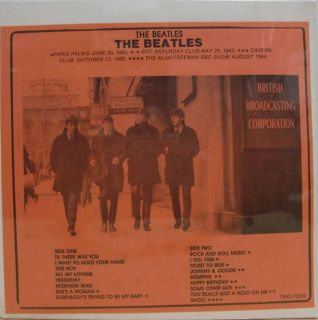 THE BEATLES
THE BEATLES
★PARIS PALAIS JUNE 20, 1965, ★★ BBC SATURDAY CLUB MAY 25, 1963, ★★★ CAVERN
CLUB, OCTOBER 13, 1962, ★★★★ THE ALAN FREEMAN BBC SHOW AUGUST 1964.
BRITISH
BROADCASTING
CORPORATION
SIDE ONE
TIL THERE WAS YOU
I WANT TO HOLD YOUR HAND
THIS BOY
ALL MY LOVING
YESTERDAY
NOWHERE MAN
SHE'S A WOMAN ★
EVERYBODY'S TRYING TO BE MY BABY ★
SIDE TWO
ROCK AND ROLL MUSIC ★
I FEEL FINE ★
TICKET TO RIDE ★
JOHNNY B. GOODE ★★
MEMPHIS ★★
HAPPY BIRTHDAY ★★
SOME OTHER GUY ★★★
YOU REALLY GOT A HOLD ON ME ★★
SHOUT ★★★★